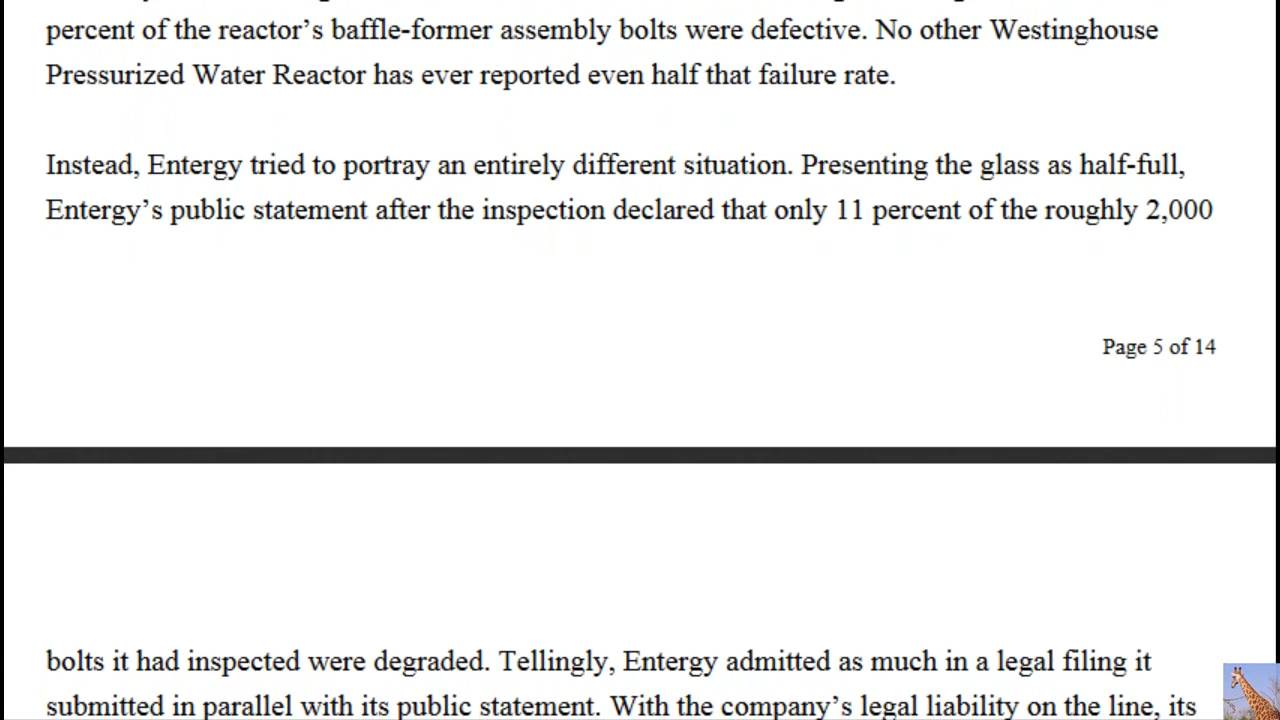 percent of the reactor’s baffle-former assembly bolts were defective. No other Westinghouse
Pressurized Water Reactor has ever reported even half that failure rate.
Instead, Entergy tried to portray an entirely different situation. Presenting the glass as half-full,
Entergy’s public statement after the inspection declared that only 11 percent of the roughly 2,000
Page 5 of 14
bolts it had inspected were degraded. Tellingly, Entergy admitted as much in a legal filing it
submitted in parallel with its public statement. With the company’s legal liability on the line, its